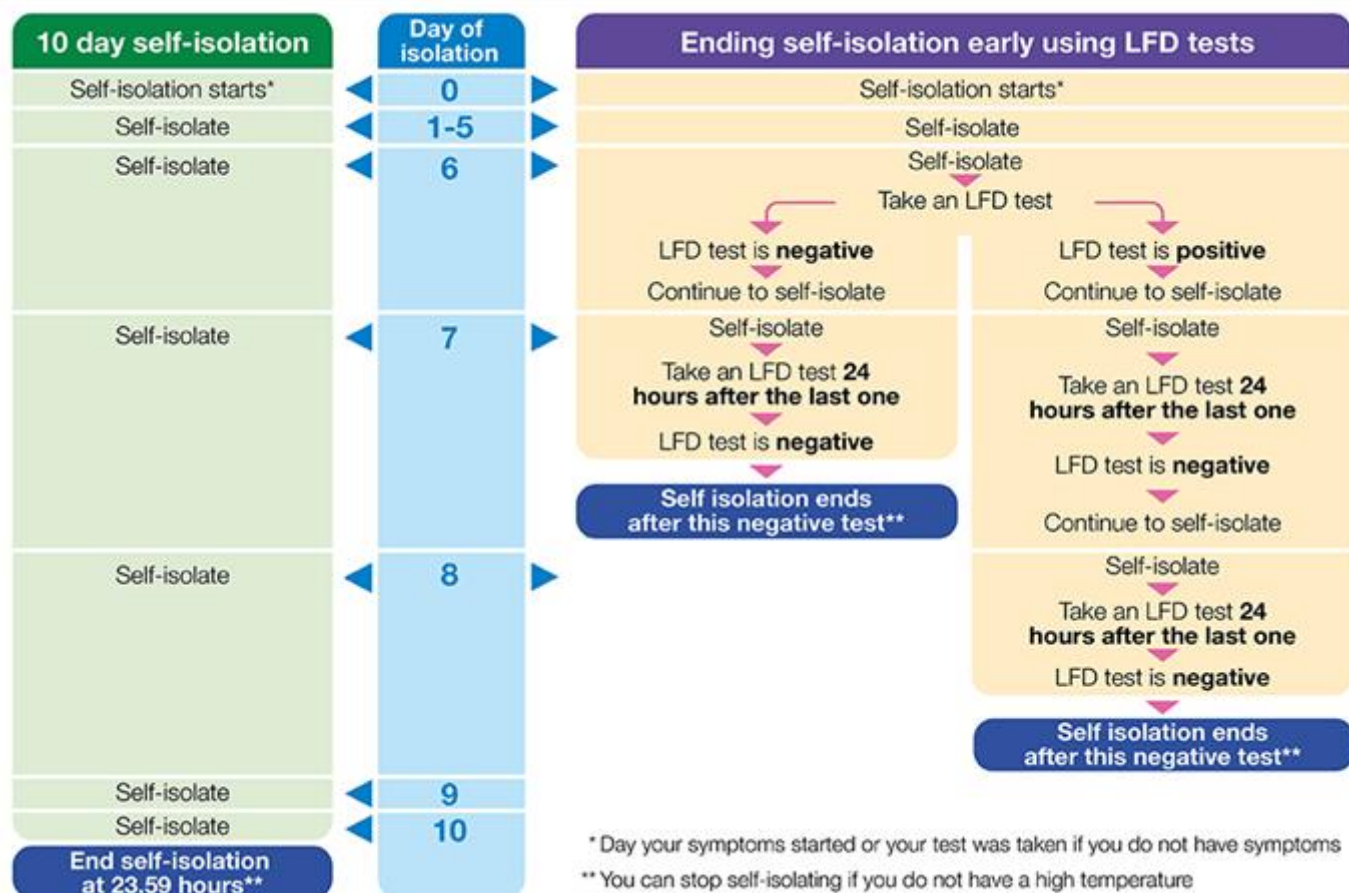 10 day self-isolation
Day of
isolation
Ending self-isolation early using LFD tests
Self-isolation starts*
0
Self-isolation starts*
Self-isolate
1-5
Self-isolate
Self-isolate
6
Self-isolate
Take an LFD test
LFD test is negative
Continue to self-isolate
LFD test is positive
Continue to self-isolate
Self-isolate
7
Self-isolate
Take an LFD test 24
hours after the last one
LFD test is negative
Self isolation ends
after this negative test**
Self-isolate
Take an LFD test 24
hours after the last one
LFD test is negative
Continue to self-isolate
Self-isolate
8
Self-isolate
Take an LFD test 24
hours after the last one
LFD test is negative
Self isolation ends
after this negative test**
Self-isolate
9
Self-isolate
10
End self-isolation
at 23.59 hours**
* Day your symptoms started or your test was taken if you do not have symptoms
** You can stop self-isolating if you do not have a high temperature